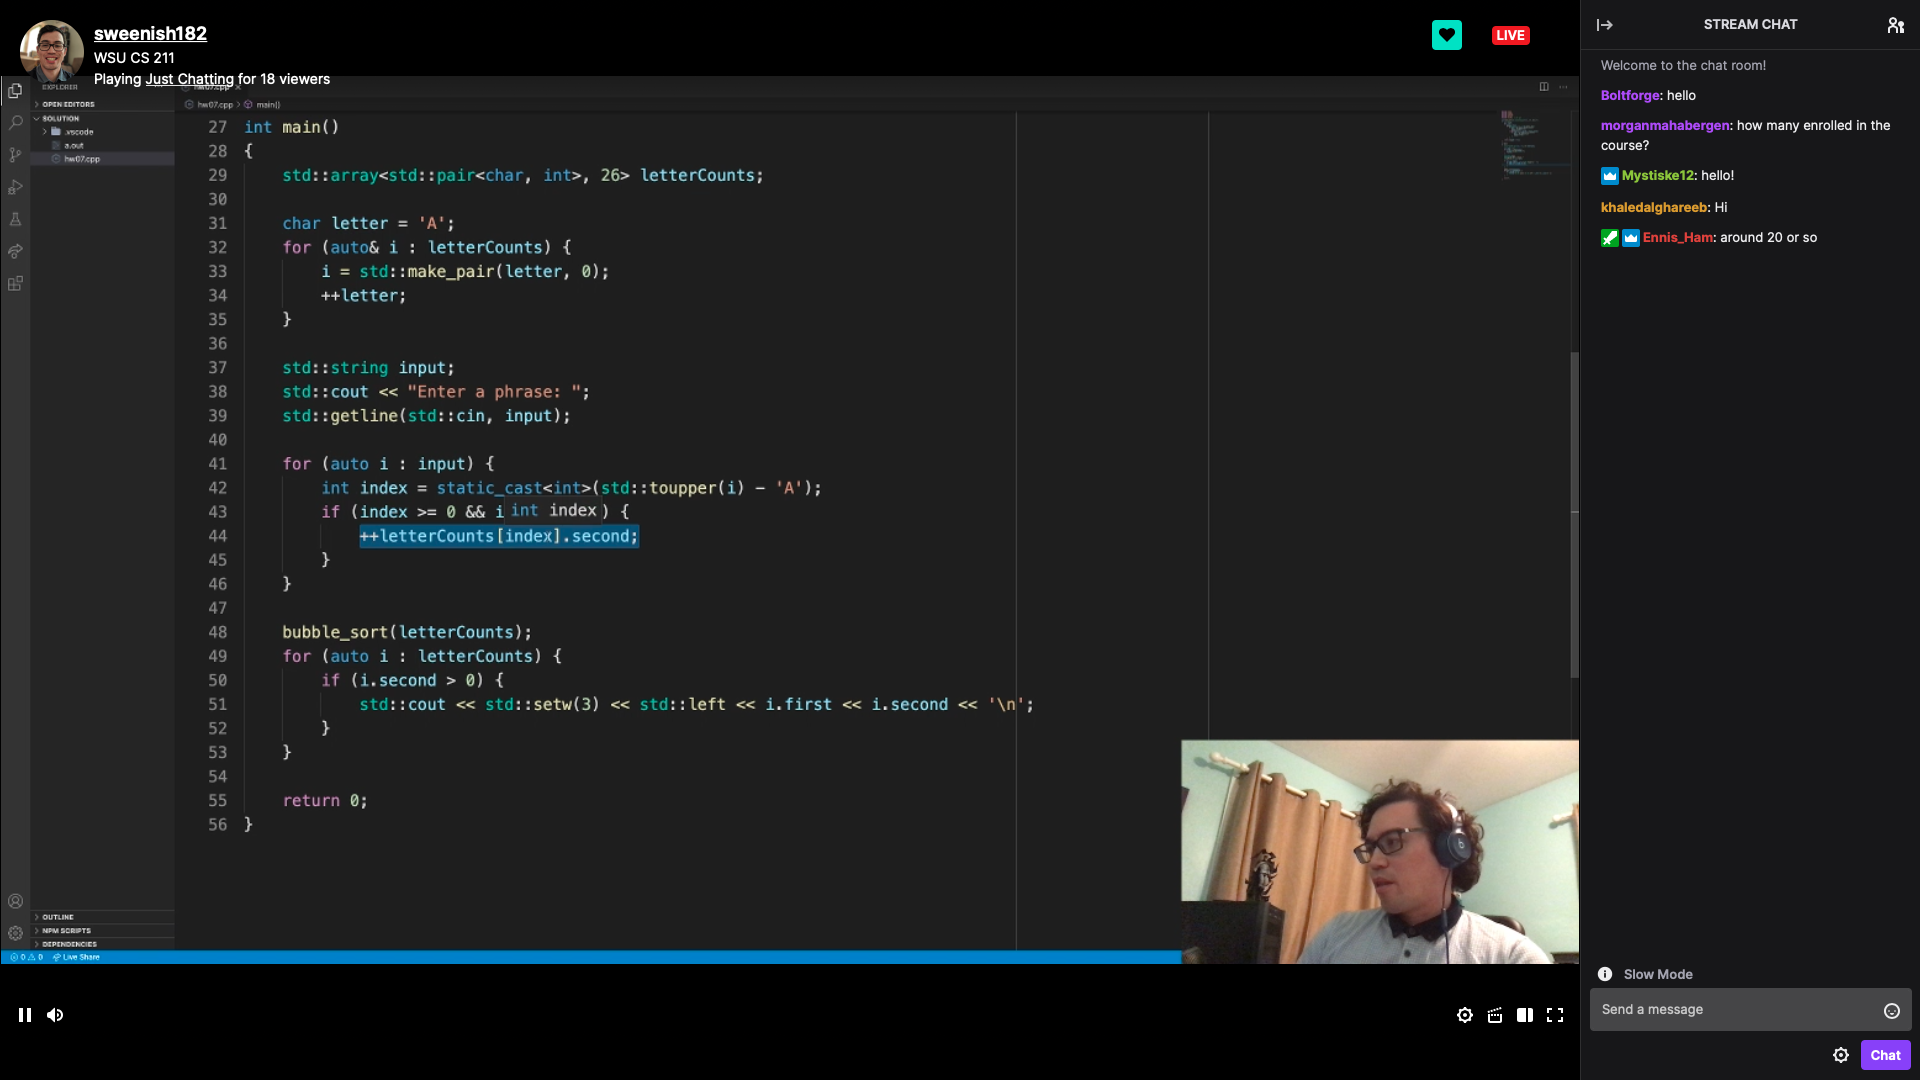 sweenish182
WSU CS 211
Playing Just Chatting for 18 viewers
LIVE
EXPLORER
OPEN EDITORS
SOLUTION
.vscode
a.out
hw07.cpp
hw07.cpp
hw07.cpp > main()
27 int main()
28 {
29 std::array<std::pair<char, int>, 26> letterCounts;
30
31 char letter = 'A';
32 for (auto& i : letterCounts) {
33 i = std::make_pair(letter, 0);
34 ++letter;
35 }
36
37 std::string input;
38 std::cout << "Enter a phrase: ";
39 std::getline(std::cin, input);
40
41 for (auto i : input) {
42 int index = static_cast<int>(std::toupper(i) - 'A');
43 if (index >= 0 && i int index ) {
44 ++letterCounts[index].second;
45 }
46 }
47
48 bubble_sort(letterCounts);
49 for (auto i : letterCounts) {
50 if (i.second > 0) {
51 std::cout << std::setw(3) << std::left << i.first << i.second << '\n';
52 }
53 }
54
55 return 0;
56 }
OUTLINE
NPM SCRIPTS
DEPENDENCIES
0 0 Live Share
STREAM CHAT
Welcome to the chat room!
Boltforge: hello
morganmahabergen: how many enrolled in the
course?
Mystiske12: hello!
khaledalghareeb: Hi
Ennis_Ham: around 20 or so
Slow Mode
Send a message
Chat